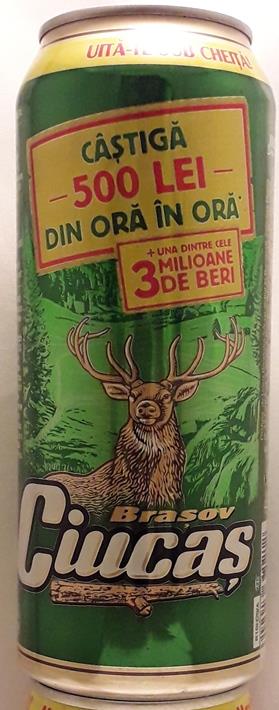 UITĂ-TE SUB CHEIȚĂ!
CÂȘTIGĂ
500 LEI
DIN ORĂ ÎN ORĂ*
+ UNA DINTRE CELE
3 MILIOANE
DE BERI
Brașov
Ciucaș